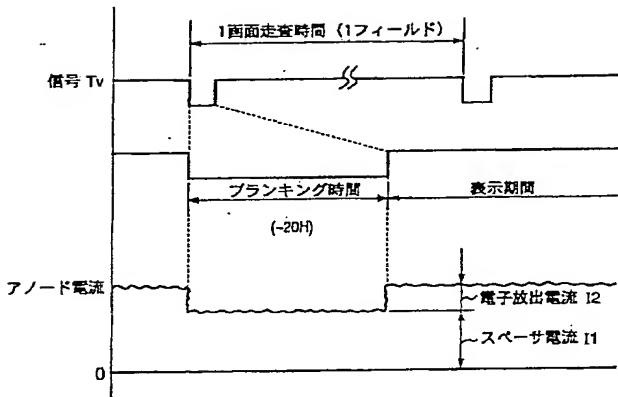 1画面走査時間 (1フィールド)
信号 Tv
ブランキング時間
表示期間
(~20H)
アノード電流
電子放出電流 I2
スペーサ電流 I1
0